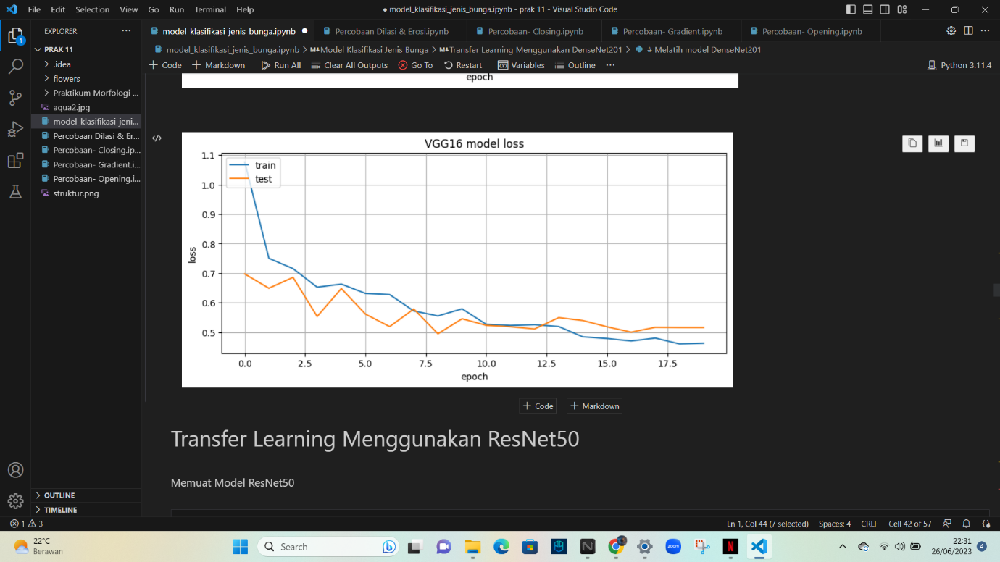 File Edit Selection View Go Run Terminal Help
● model_klasifikasi_jenis_bunga.ipynb - prak 11 - Visual Studio Code
EXPLORER ···
model_klasifikasi_jenis_bunga.ipynb ●
Percobaan Dilasi & Erosi.ipynb
Percobaan- Closing.ipynb
Percobaan- Gradient.ipynb
Percobaan- Opening.ipynb
1
PRAK 11
.idea
flowers
Praktikum Morfologi ...
aqua2.jpg
model_klasifikasi_jeni...
Percobaan Dilasi & Er...
Percobaan- Closing.ip...
Percobaan- Gradient.i...
Percobaan- Opening.i...
struktur.png
OUTLINE
TIMELINE
model_klasifikasi_jenis_bunga.ipynb > M↓Model Klasifikasi Jenis Bunga > M↓Transfer Learning Menggunakan DenseNet201 > # Melatih model DenseNet201
+ Code + Markdown Run All Clear All Outputs Go To Restart Variables Outline ···
Python 3.11.4
epoch
VGG16 model loss
train
test
1.1
1.0
0.9
0.8
0.7
0.6
0.5
loss
0.0 2.5 5.0 7.5 10.0 12.5 15.0 17.5
epoch
+ Code + Markdown
Transfer Learning Menggunakan ResNet50
Memuat Model ResNet50
1 3
Ln 1, Col 44 (7 selected) Spaces: 4 CRLF Cell 42 of 57
22°C
Berawan
Search
zoom
22:31
26/06/2023
4